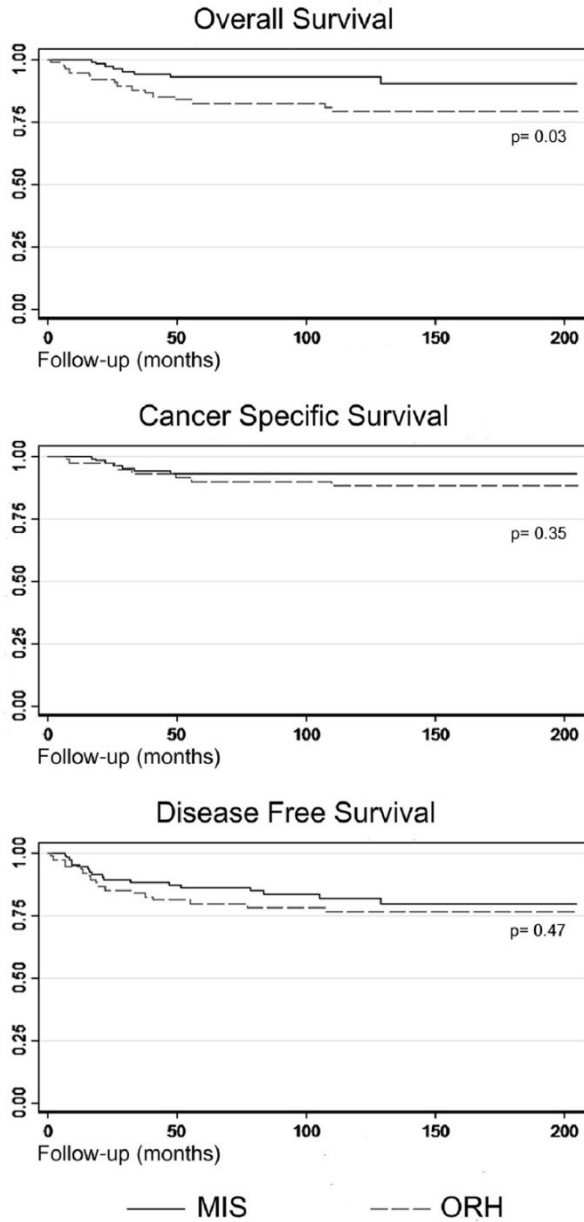 Overall Survival
1.00
0.75
0.50
0.25
0.00
p= 0.03
0 50 100 150 200
Follow-up (months)
Cancer Specific Survival
1.00
0.75
0.50
0.25
0.00
p= 0.35
0 50 100 150 200
Follow-up (months)
Disease Free Survival
1.00
0.75
0.50
0.25
0.00
p= 0.47
0 50 100 150 200
Follow-up (months)
MIS ORH